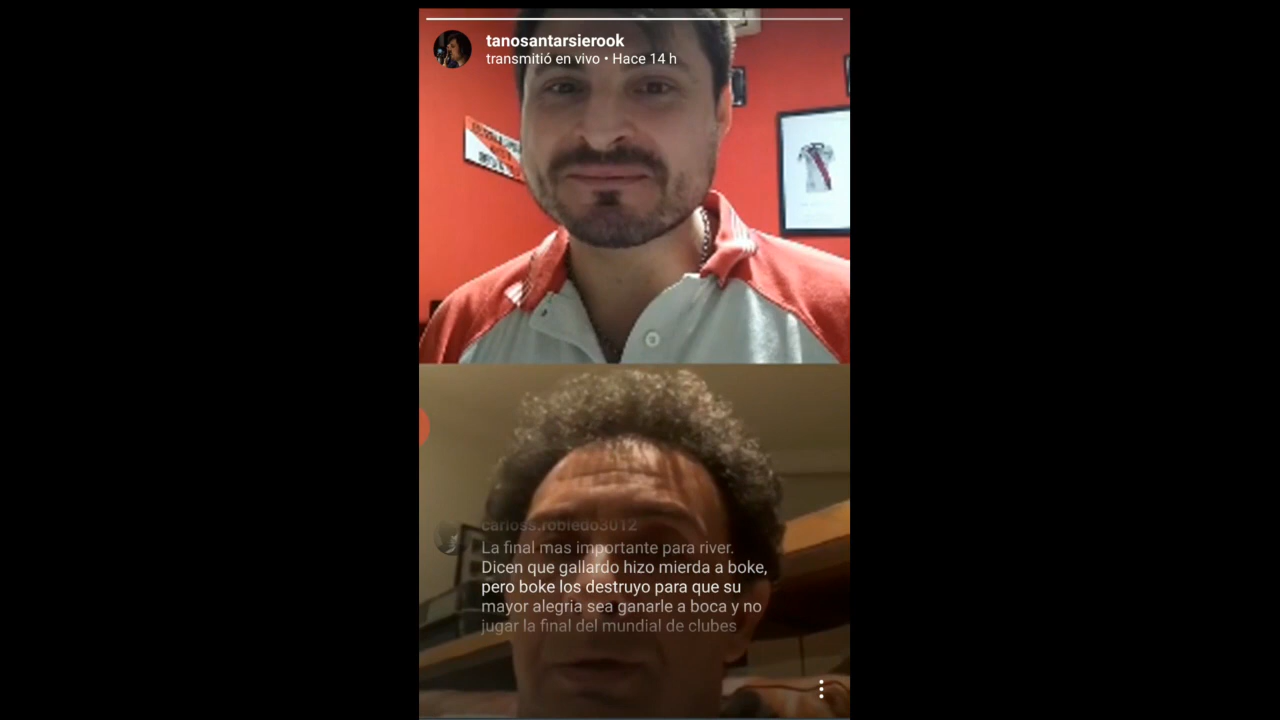 tanosantarsierook
transmitió en vivo • Hace 14 h
carloss.robledo3012
La final mas importante para river.
Dicen que gallardo hizo mierda a boke,
pero boke los destruyo para que su
mayor alegria sea ganarle a boca y no
jugar la final del mundial de clubes